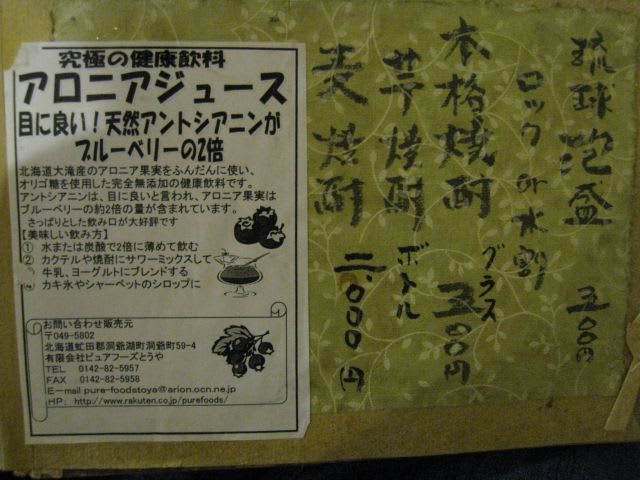 究極の健康飲料
アロニアジュース
目に良い！天然アントシアニンが
ブルーベリーの2倍
北海道大滝産のアロニア果実をふんだんに使い、
オリゴ糖を使用した完全無添加の健康飲料です。
アントシアニンは、目に良いと言われ、アロニア果実は
ブルーベリーの約2倍の量が含まれています。
さっぱりとした飲み口が大好評です
【美味しい飲み方】
① 水または炭酸で2倍に薄めて飲む
② カクテルや焼酎にサワーミックスして
牛乳、ヨーグルトにブレンドする
カキ氷やシャーベットのシロップに
お問い合わせ販売元
〒049-5802
北海道虻田郡洞爺湖町洞爺町59-4
有限会社ピュアフーズとうや
TEL 0142-82-5957
FAX 0142-82-5958
E－mail pure-foodstoya@arion.ocn.ne.jp
HP: http://www.rakuten.co.jp/purefoods/
琉球泡盛 五00円
ロック or 水割
本格焼酎 グラス 五00円
芋焼酎 ボトル
麦焼酎 二.000円